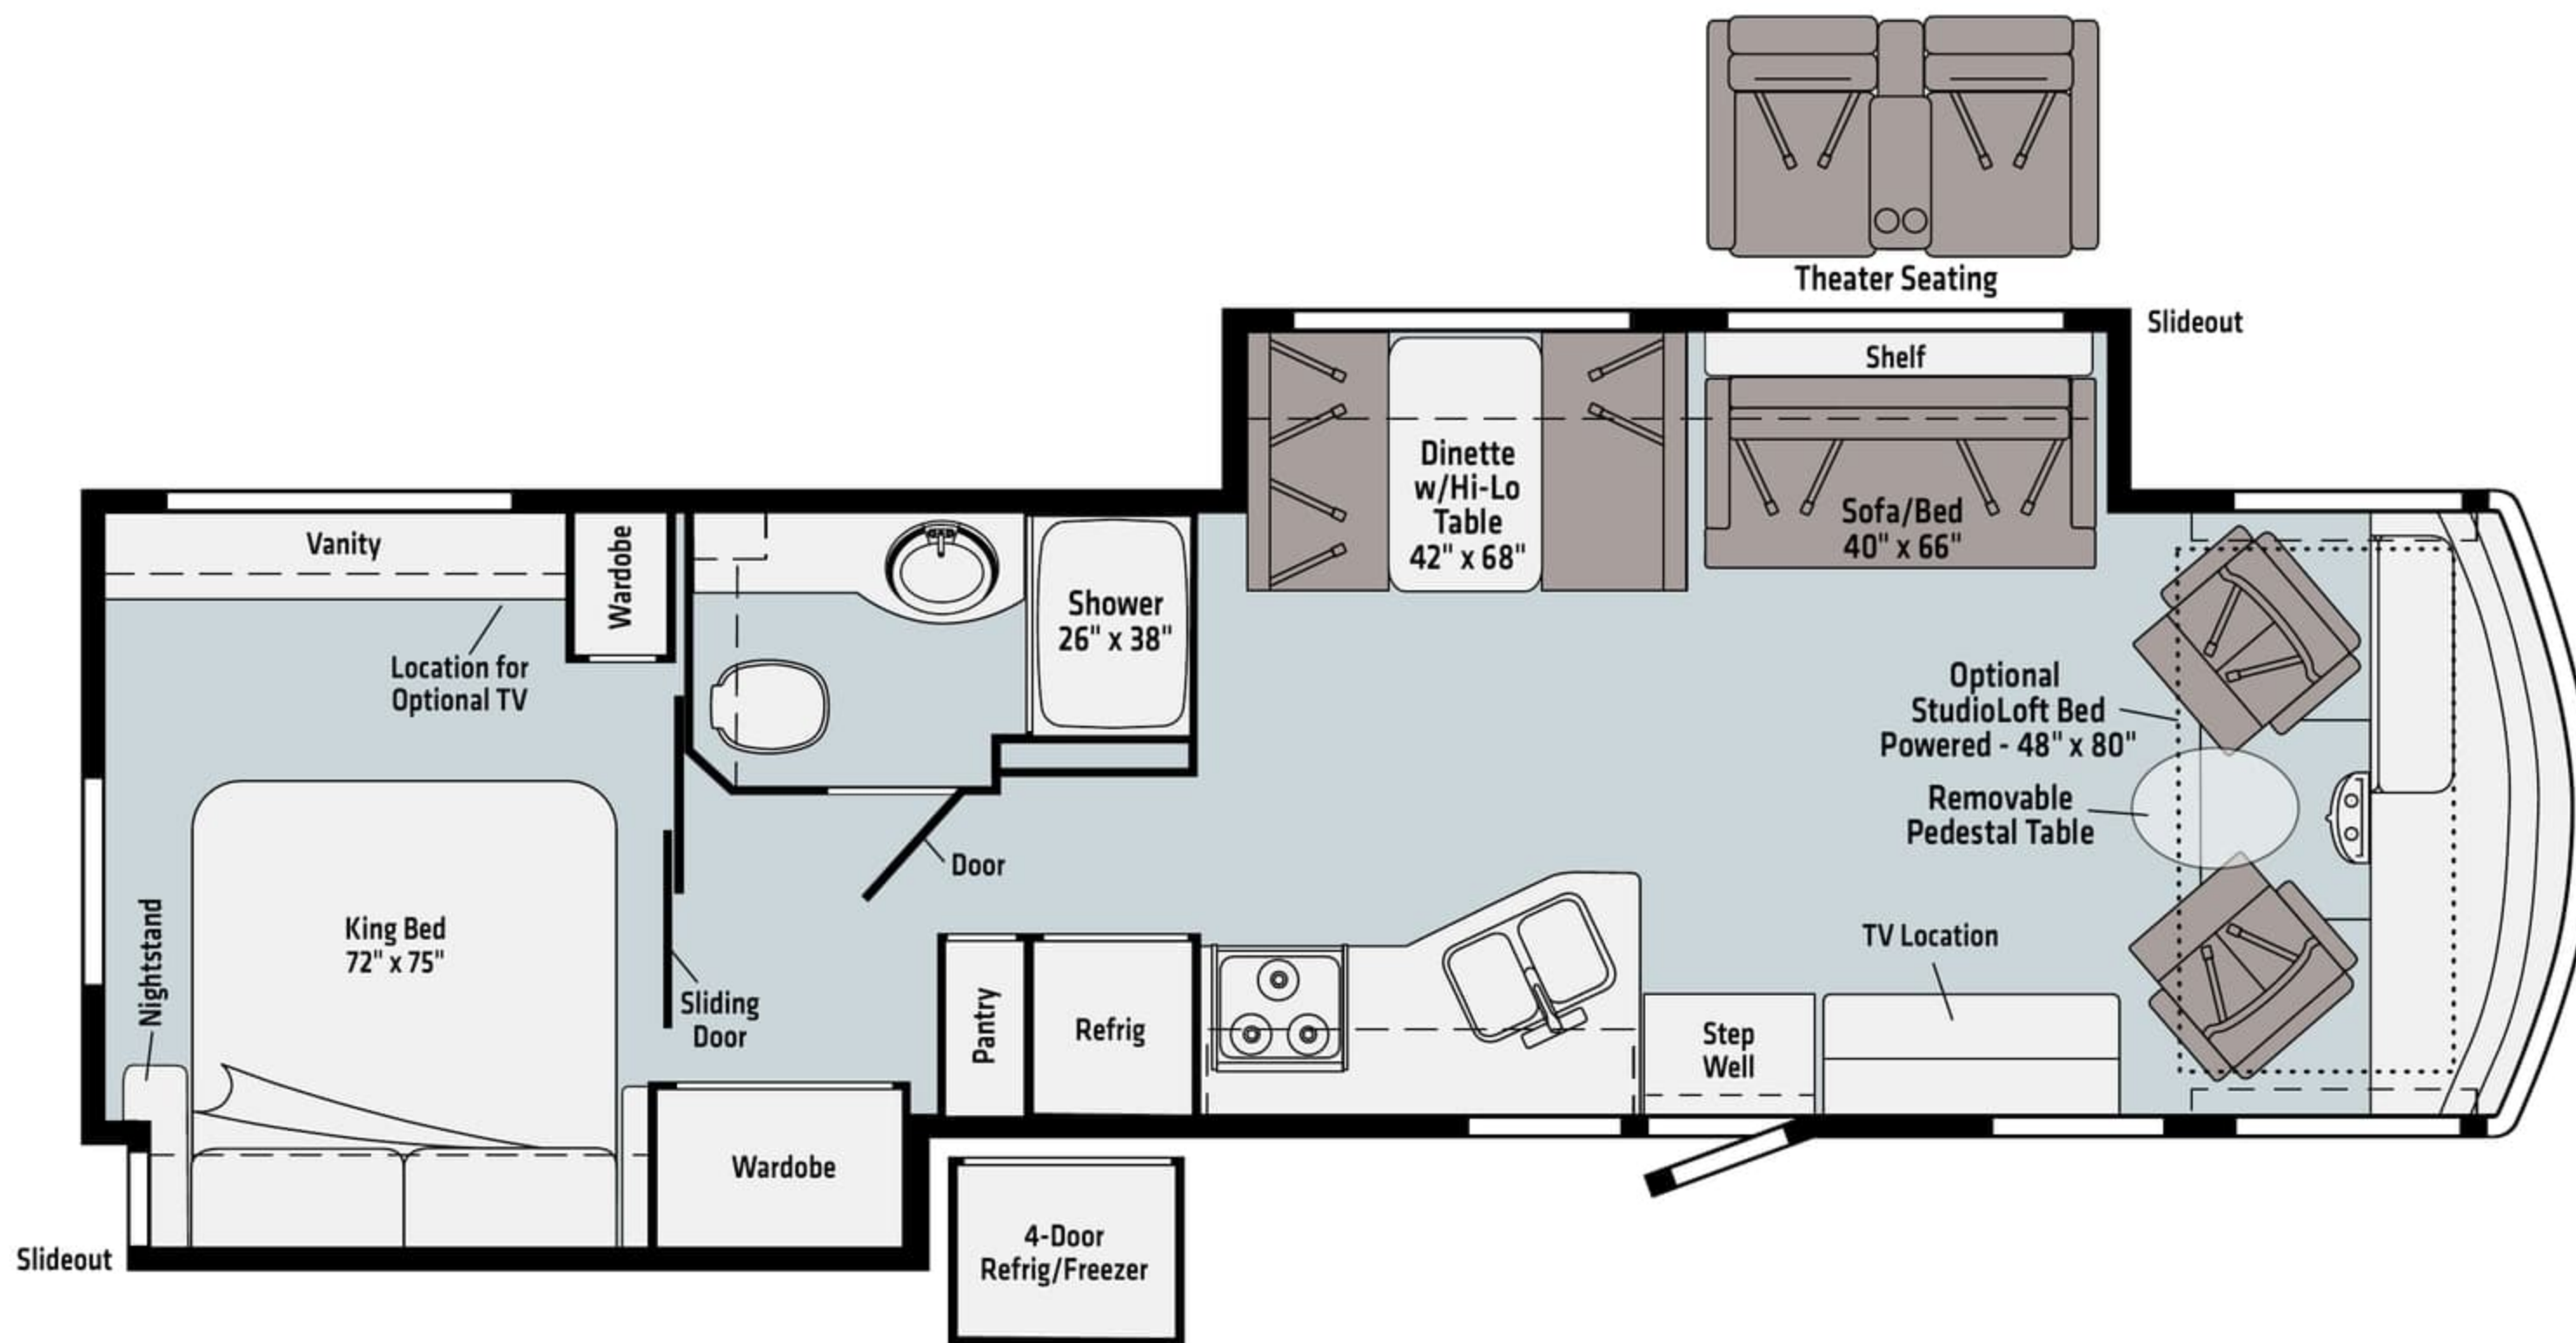 Theater Seating
Slideout
Shelf
Dinette
w/Hi-Lo
Table
42" x 68"
Sofa/Bed
40" x 66"
Vanity
Wardobe
Location for
Optional TV
Shower
26" x 38"
Optional
StudioLoft Bed
Powered - 48" x 80"
Removable
Pedestal Table
Door
King Bed
72" x 75"
Nightstand
Sliding
Door
Pantry
Refrig
TV Location
Step
Well
Wardobe
Slideout
4-Door
Refrig/Freezer